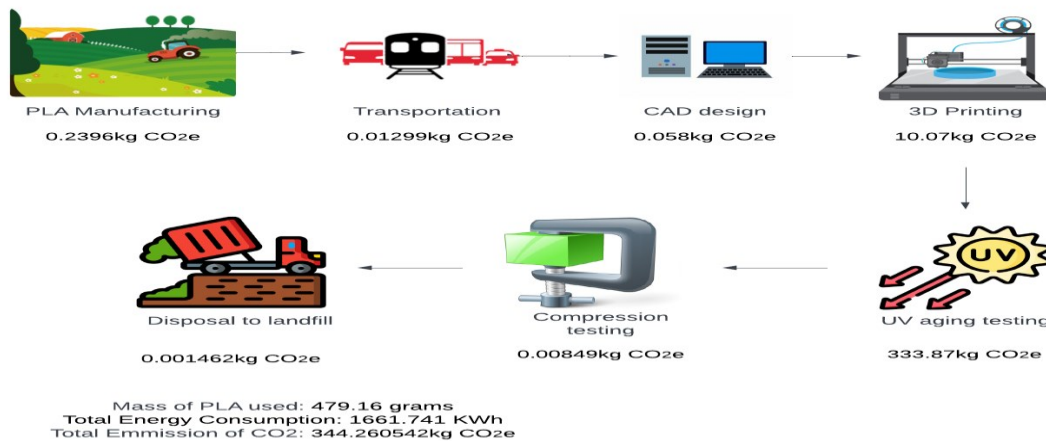 PLA Manufacturing
0.2396kg CO2e
Transportation
0.01299kg CO2e
CAD design
0.058kg CO2e
3D Printing
10.07kg CO2e
UV
UV aging testing
333.87kg CO2e
Compression
testing
0.00849kg CO2e
Disposal to landfill
0.001462kg CO2e
Mass of PLA used: 479.16 grams
Total Energy Consumption: 1661.741 KWh
Total Emmission of CO2: 344.260542kg CO2e